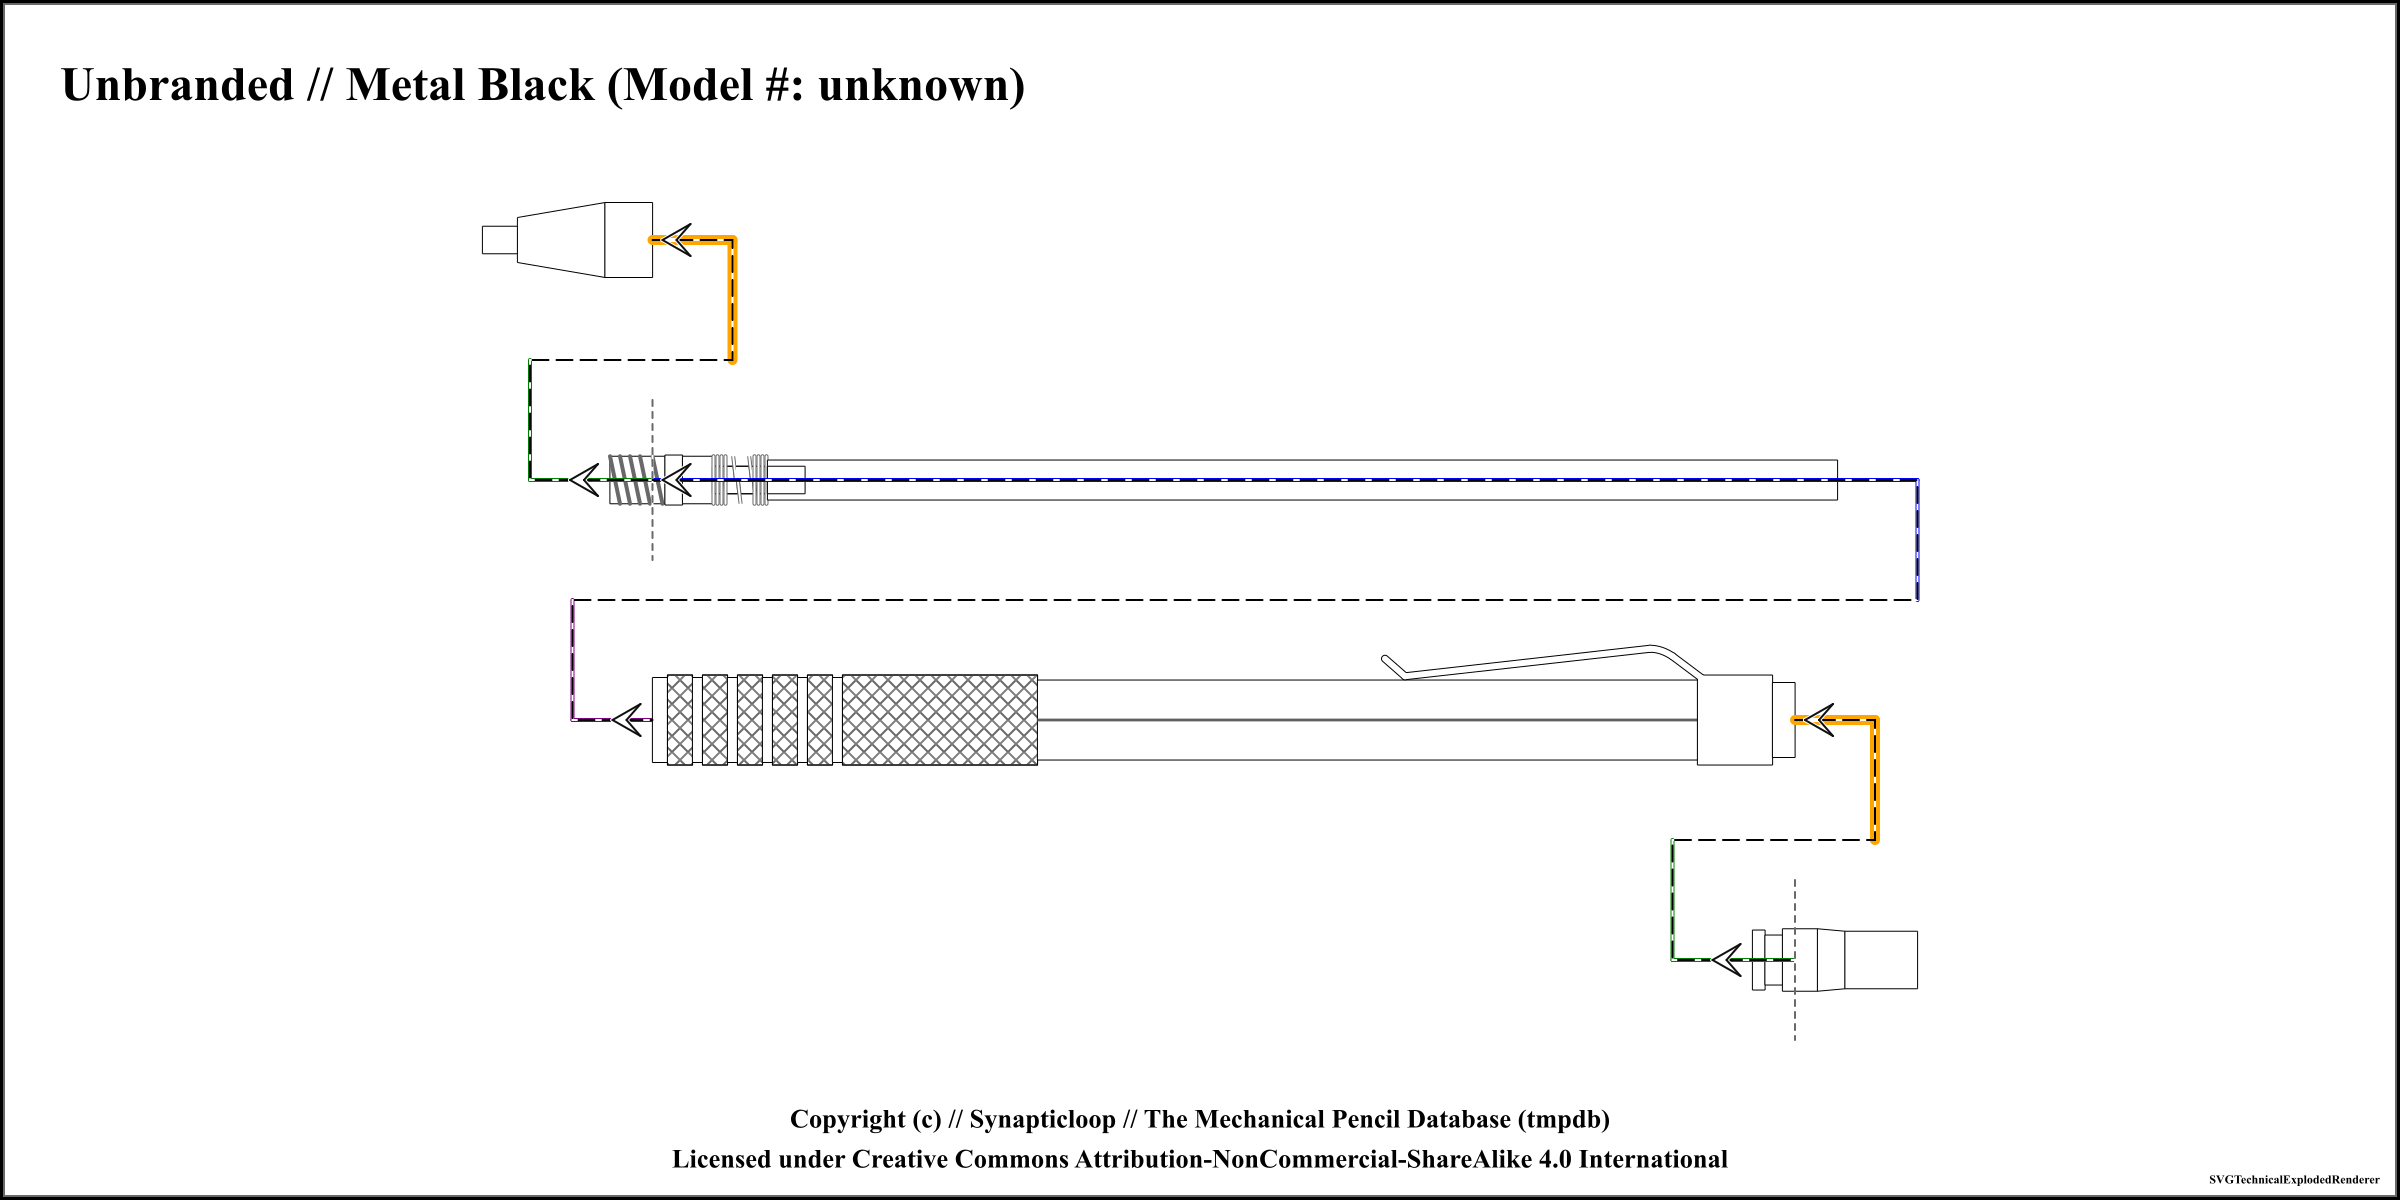 Unbranded // Metal Black (Model #: unknown)
Copyright (c) // Synapticloop // The Mechanical Pencil Database (tmpdb)
Licensed under Creative Commons Attribution-NonCommercial-ShareAlike 4.0 International
SVGTechnicalExplodedRenderer